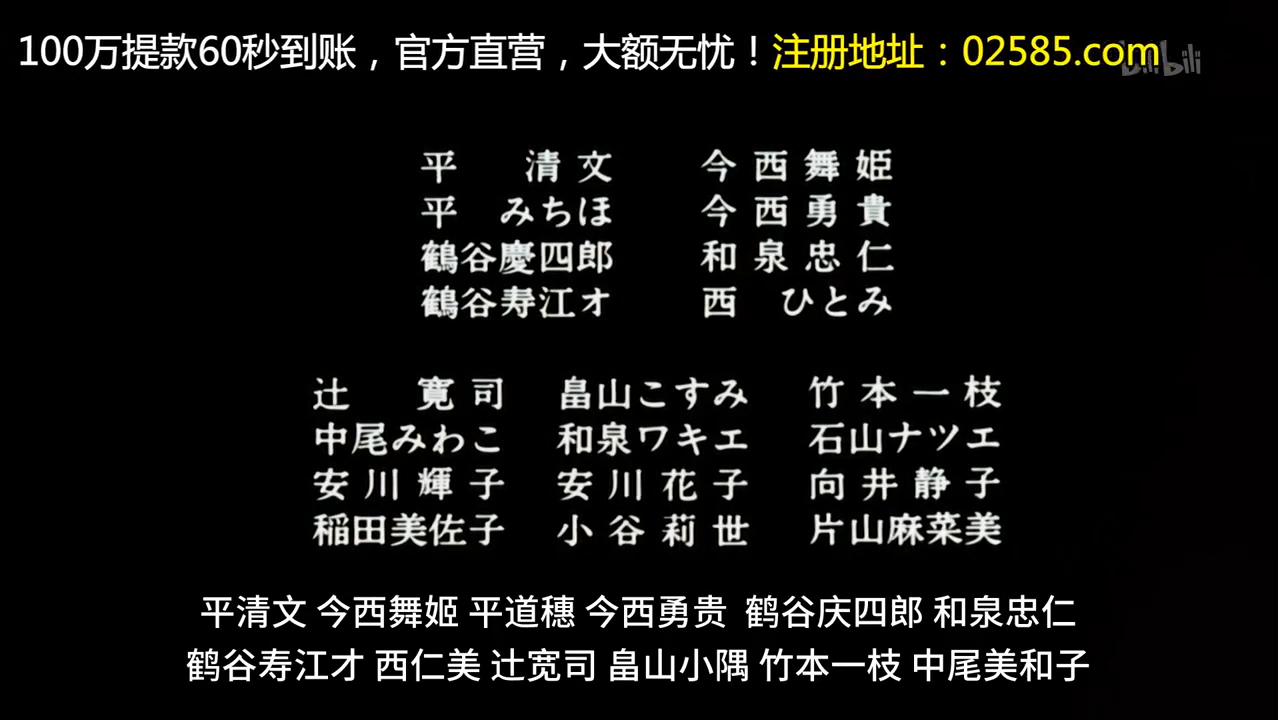 100万提款60秒到账，官方直营，大额无忧！注册地址：02585.com
bilibili
平 清文 今西舞姫
平 みちほ 今西勇貴
鶴谷慶四郎 和泉忠仁
鶴谷寿江オ 西 ひとみ
辻 寛司 畠山こすみ 竹本一枝
中尾みわこ 和泉ワキエ 石山ナツエ
安川輝子 安川花子 向井静子
稲田美佐子 小谷莉世 片山麻菜美
平清文 今西舞姬 平道穗 今西勇贵 鹤谷庆四郎 和泉忠仁
鹤谷寿江才 西仁美 辻宽司 畠山小隅 竹本一枝 中尾美和子